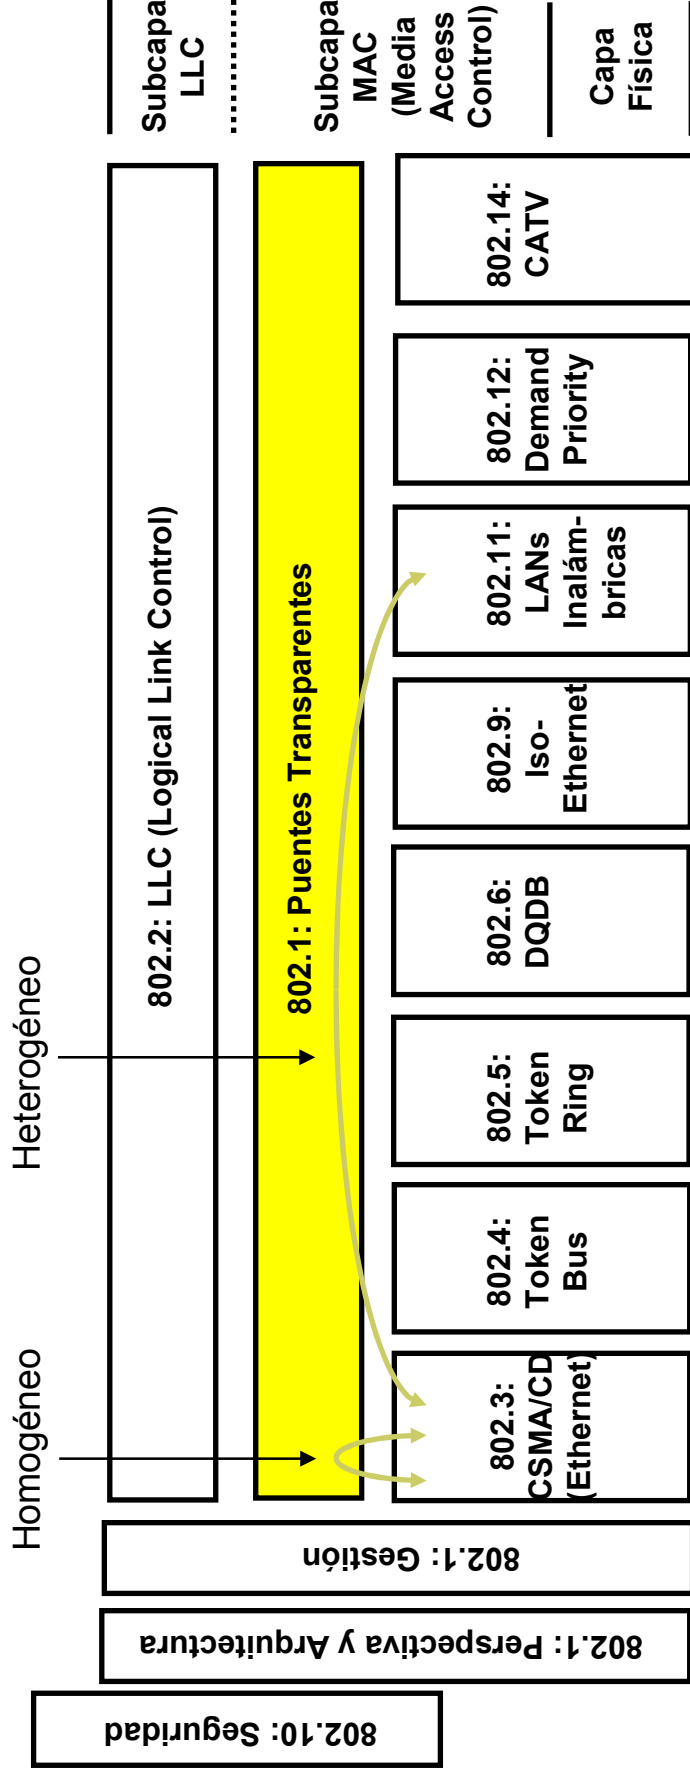 Homogéneo
Heterogéneo
802.10: Seguridad
802.1: Perspectiva y Arquitectura
802.1: Gestión
802.2: LLC (Logical Link Control)
Subcapa
LLC
802.1: Puentes Transparentes
Subcapa
MAC
(Media
Access
Control)
802.3:
CSMA/CD
(Ethernet)
802.4:
Token
Bus
802.5:
Token
Ring
802.6:
DQDB
802.9:
Iso-
Ethernet
802.11:
LANs
Inalám-
bricas
802.12:
Demand
Priority
802.14:
CATV
Capa
Física